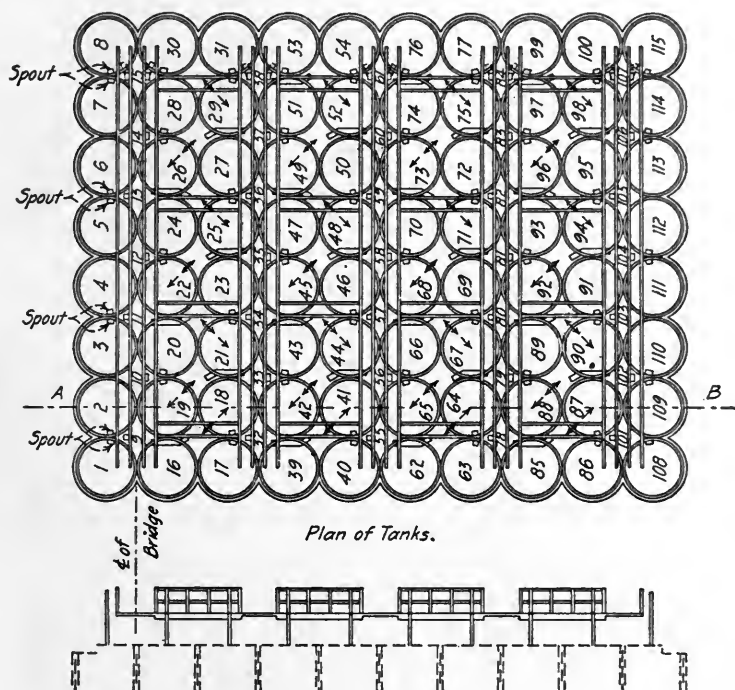 8 30 31 53 54 76 77 99 100 115
Spout
7 28 29 51 52 74 75 97 98 114
6 26 27 49 50 73 72 96 95 113
Spout
5 24 25 47 48 70 71 93 94 112
4 22 23 45 46 68 69 92 91 111
Spout
3 20 21 43 44 66 67 89 90 110
A 2 19 18 42 41 65 64 88 87 109 B
Spout
1 16 17 39 40 62 63 85 86 108
℄ of
Bridge
Plan of Tanks.